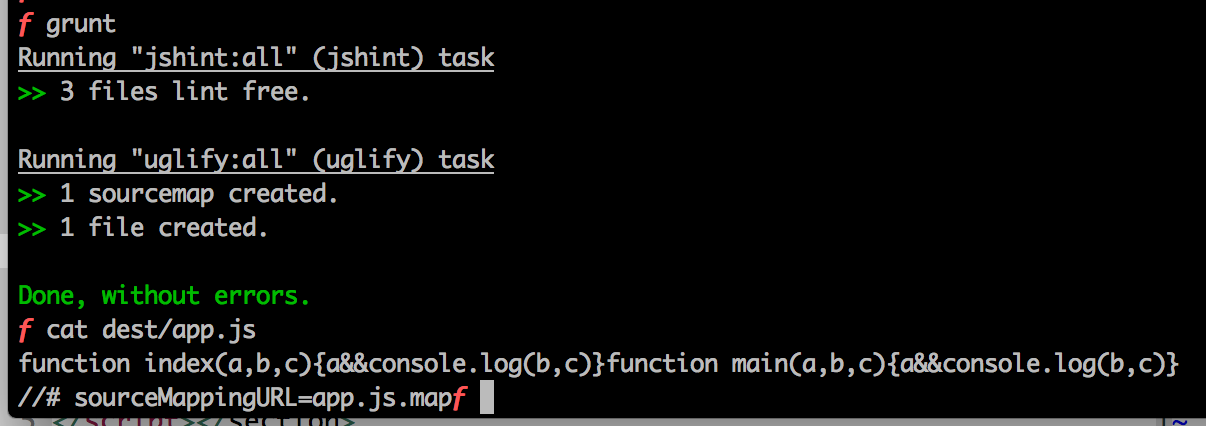 f grunt
Running "jshint:all" (jshint) task
>> 3 files lint free.
Running "uglify:all" (uglify) task
>> 1 sourcemap created.
>> 1 file created.
Done, without errors.
f cat dest/app.js
function index(a,b,c){a&&console.log(b,c)}function main(a,b,c){a&&console.log(b,c)}
//# sourceMappingURL=app.js.mapf
</script></section>